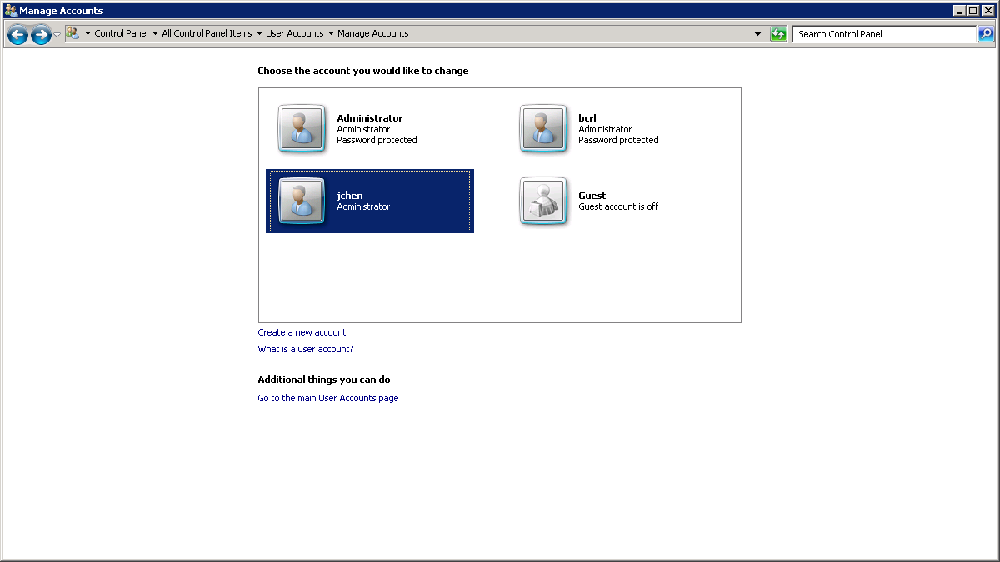 Manage Accounts
Control Panel All Control Panel Items User Accounts Manage Accounts
Search Control Panel
Choose the account you would like to change
Administrator
Administrator
Password protected
bcrl
Administrator
Password protected
jchen
Administrator
Guest
Guest account is off
Create a new account
What is a user account?
Additional things you can do
Go to the main User Accounts page